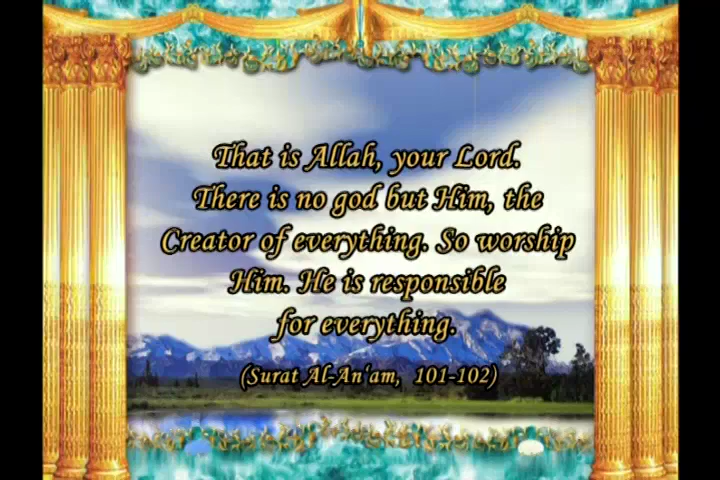 That is Allah, your Lord.
There is no god but Him, the
Creator of everything. So worship
Him. He is responsible
for everything.
(Surat Al-An'am, 101-102)